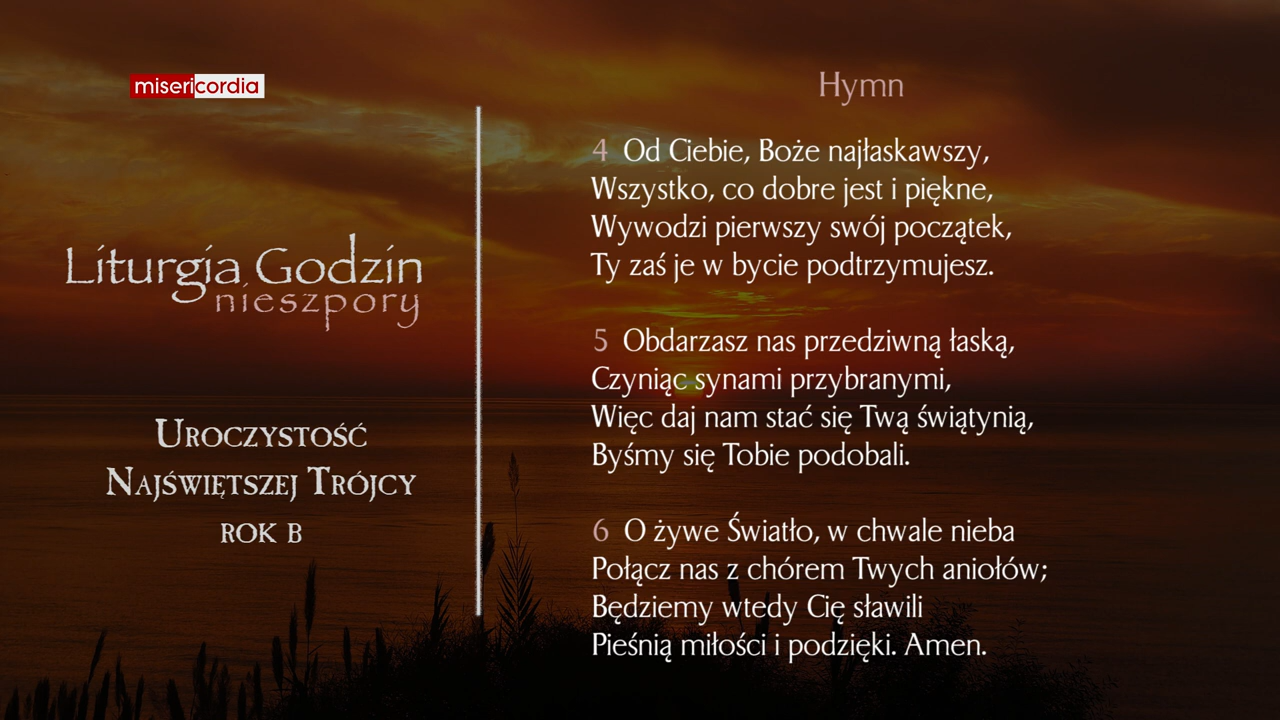 misericordia
Liturgia Godzin
nieszpory
Uroczystość
Najświętszej Trójcy
rok B
Hymn
4 Od Ciebie, Boże najłaskawszy,
Wszystko, co dobre jest i piękne,
Wywodzi pierwszy swój początek,
Ty zaś je w bycie podtrzymujesz.
5 Obdarzasz nas przedziwną łaską,
Czyniąc synami przybranymi,
Więc daj nam stać się Twą świątynią,
Byśmy się Tobie podobali.
6 O żywe Światło, w chwale nieba
Połącz nas z chórem Twych aniołów;
Będziemy wtedy Cię sławili
Pieśnią miłości i podzięki. Amen.